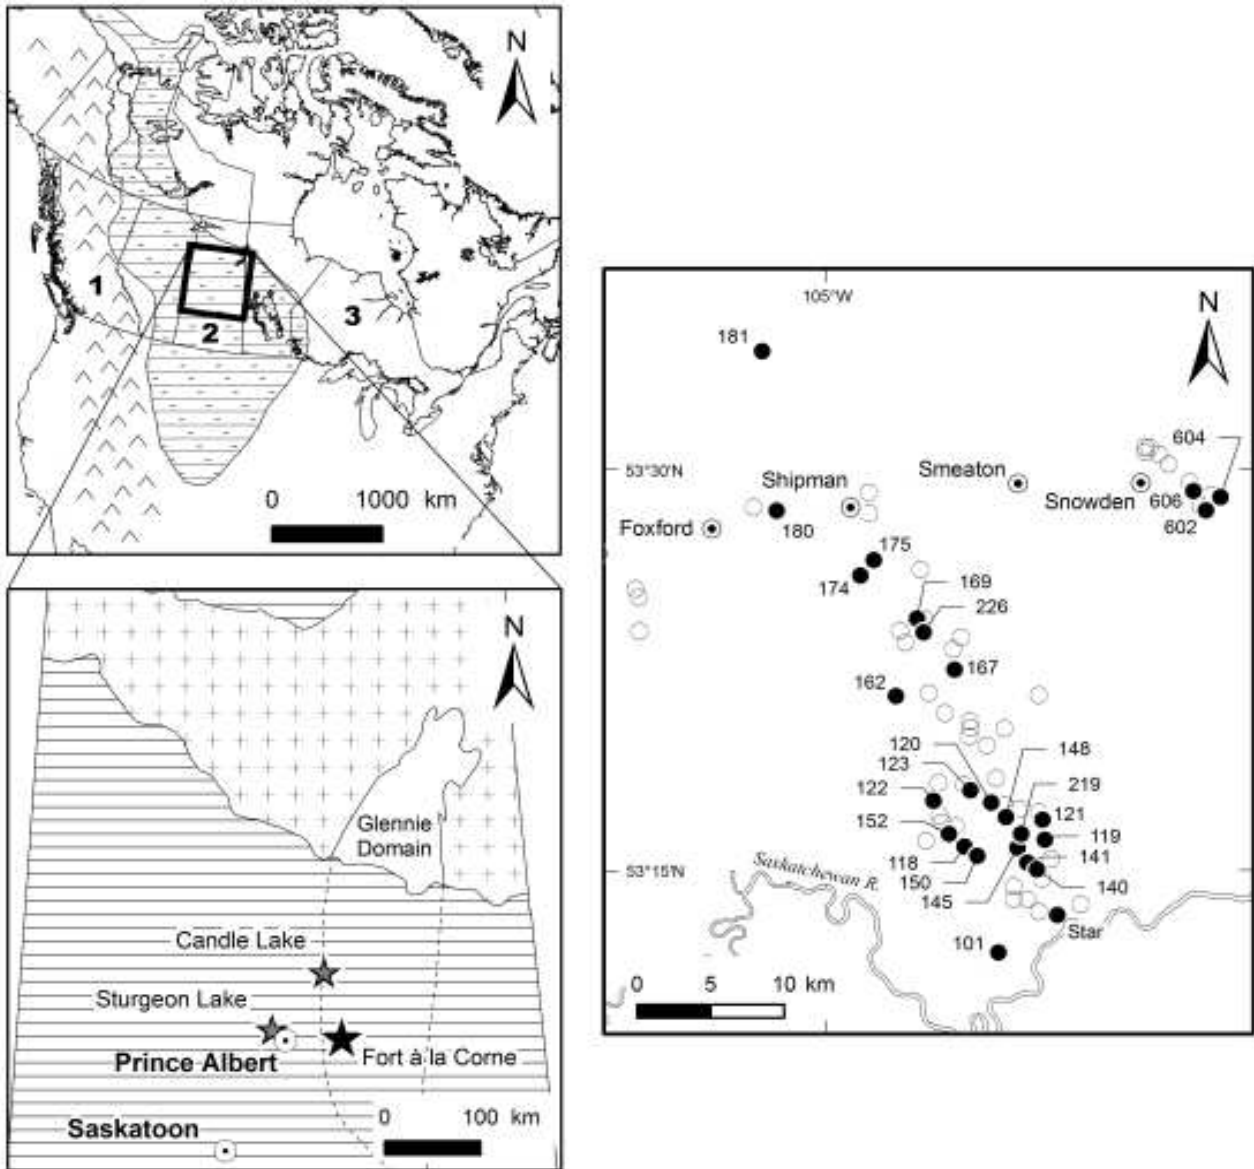 N
1
2
3
0 1000 km
N
Glennie
Domain
Candle Lake
Sturgeon Lake
Prince Albert
Fort à la Corne
0 100 km
Saskatoon
105°W
N
181
604
53°30'N
Shipman
Smeaton
Snowden
606
602
Foxford
180
175
174
169
226
167
162
120
148
123
219
122
121
152
119
118
141
53°15'N
Saskatchewan R.
150
140
145
Star
101
0 5 10 km